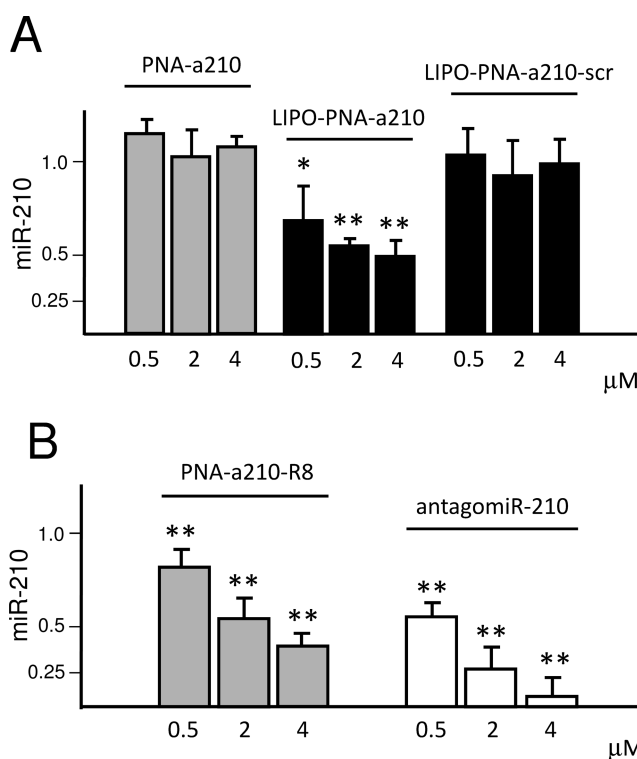 A
PNA-a210
LIPO-PNA-a210
LIPO-PNA-a210-scr
miR-210
1.0
0.5
0.25
*
**
**
0.5 2 4 0.5 2 4 0.5 2 4
μM
B
PNA-a210-R8
antagomiR-210
miR-210
1.0
0.5
0.25
**
**
**
**
**
**
0.5 2 4 0.5 2 4
μM